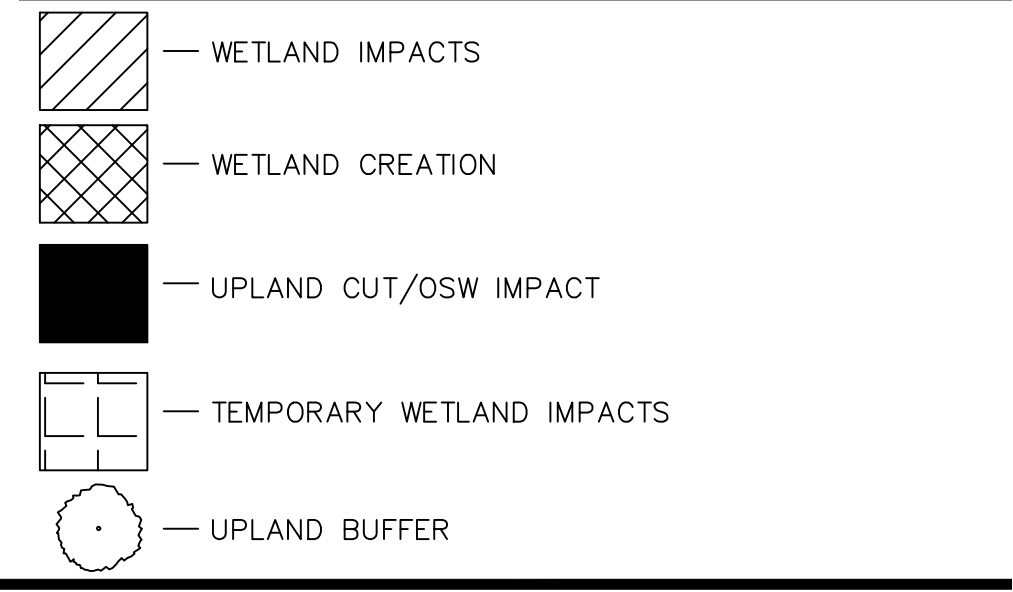 WETLAND IMPACTS
WETLAND CREATION
UPLAND CUT/OSW IMPACT
TEMPORARY WETLAND IMPACTS
UPLAND BUFFER